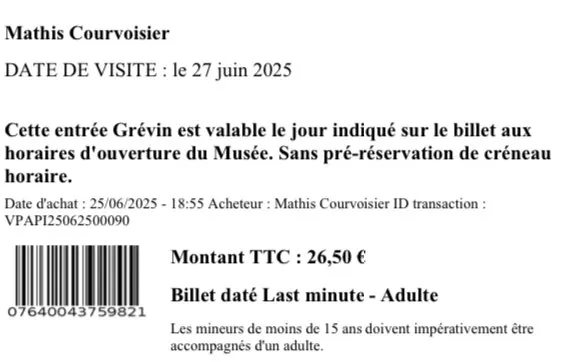 Mathis Courvoisier
DATE DE VISITE : le 27 juin 2025
Cette entrée Grévin est valable le jour indiqué sur le billet aux
horaires d'ouverture du Musée. Sans pré-réservation de créneau
horaire.
Date d'achat : 25/06/2025 - 18:55 Acheteur : Mathis Courvoisier ID transaction :
VPAPI25062500090
Montant TTC : 26,50 €
Billet daté Last minute - Adulte
07640043759821
Les mineurs de moins de 15 ans doivent impérativement être
accompagnés d'un adulte.